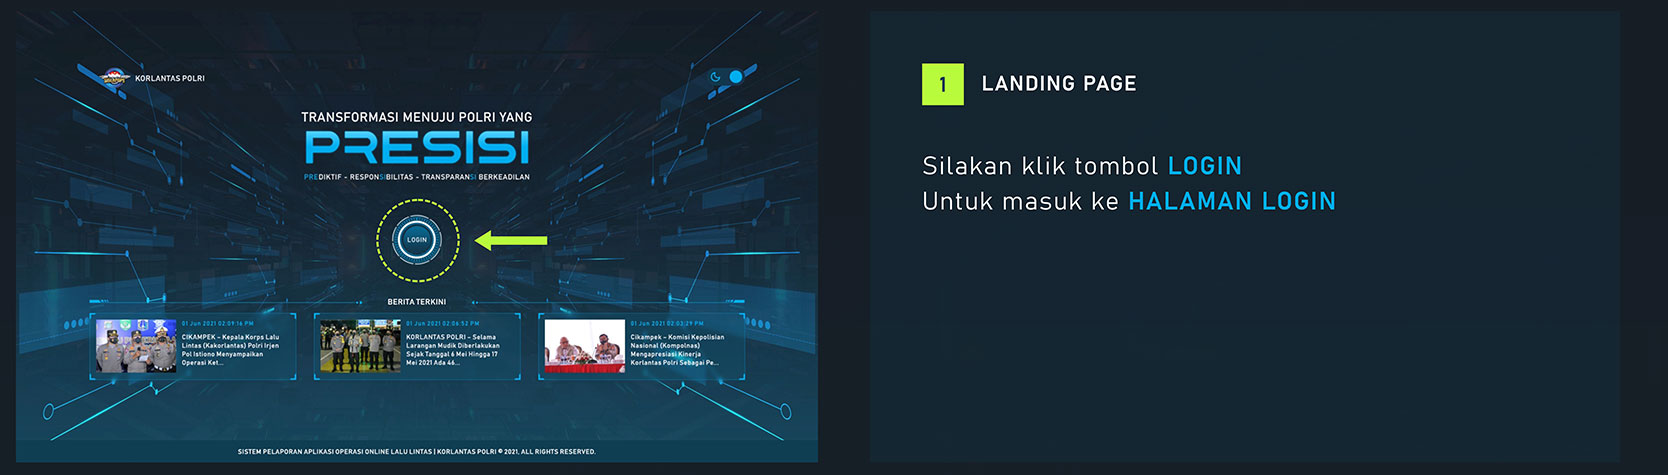 KORLANTAS POLRI
TRANSFORMASI MENUJU POLRI YANG
PRESISI
PREDIKTIF - RESPONSIBILITAS - TRANSPARANSI BERKEADILAN
LOGIN
BERITA TERKINI
01 Jun 2021 02:09:16 PM
CIKAMPEK – Kepala Korps Lalu
Lintas (Kakorlantas) Polri Irjen
Pol Istiono Menyampaikan
Operasi Ket...
01 Jun 2021 02:06:52 PM
KORLANTAS POLRI – Selama
Larangan Mudik Diberlakukan
Sejak Tanggal 6 Mei Hingga 17
Mei 2021 Ada 46...
01 Jun 2021 02:03:29 PM
Cikampek – Komisi Kepolisian
Nasional (Kompolnas)
Mengapresiasi Kinerja
Korlantas Polri Sebagai Pe...
SISTEM PELAPORAN APLIKASI OPERASI ONLINE LALU LINTAS | KORLANTAS POLRI © 2021, ALL RIGHTS RESERVED.
1 LANDING PAGE
Silakan klik tombol LOGIN
Untuk masuk ke HALAMAN LOGIN